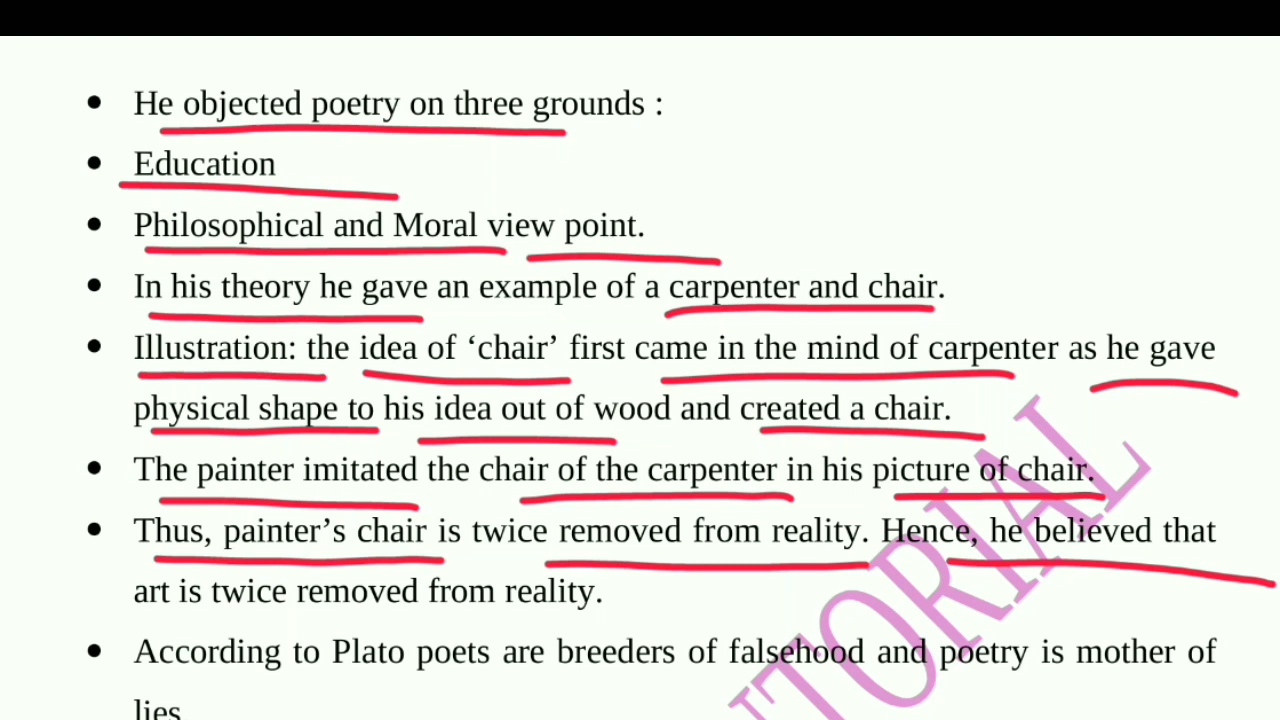 • He objected poetry on three grounds :
• Education
• Philosophical and Moral view point.
• In his theory he gave an example of a carpenter and chair.
• Illustration: the idea of ‘chair’ first came in the mind of carpenter as he gave
physical shape to his idea out of wood and created a chair.
• The painter imitated the chair of the carpenter in his picture of chair.
• Thus, painter’s chair is twice removed from reality. Hence, he believed that
art is twice removed from reality.
• According to Plato poets are breeders of falsehood and poetry is mother of
lies
UTORIAL